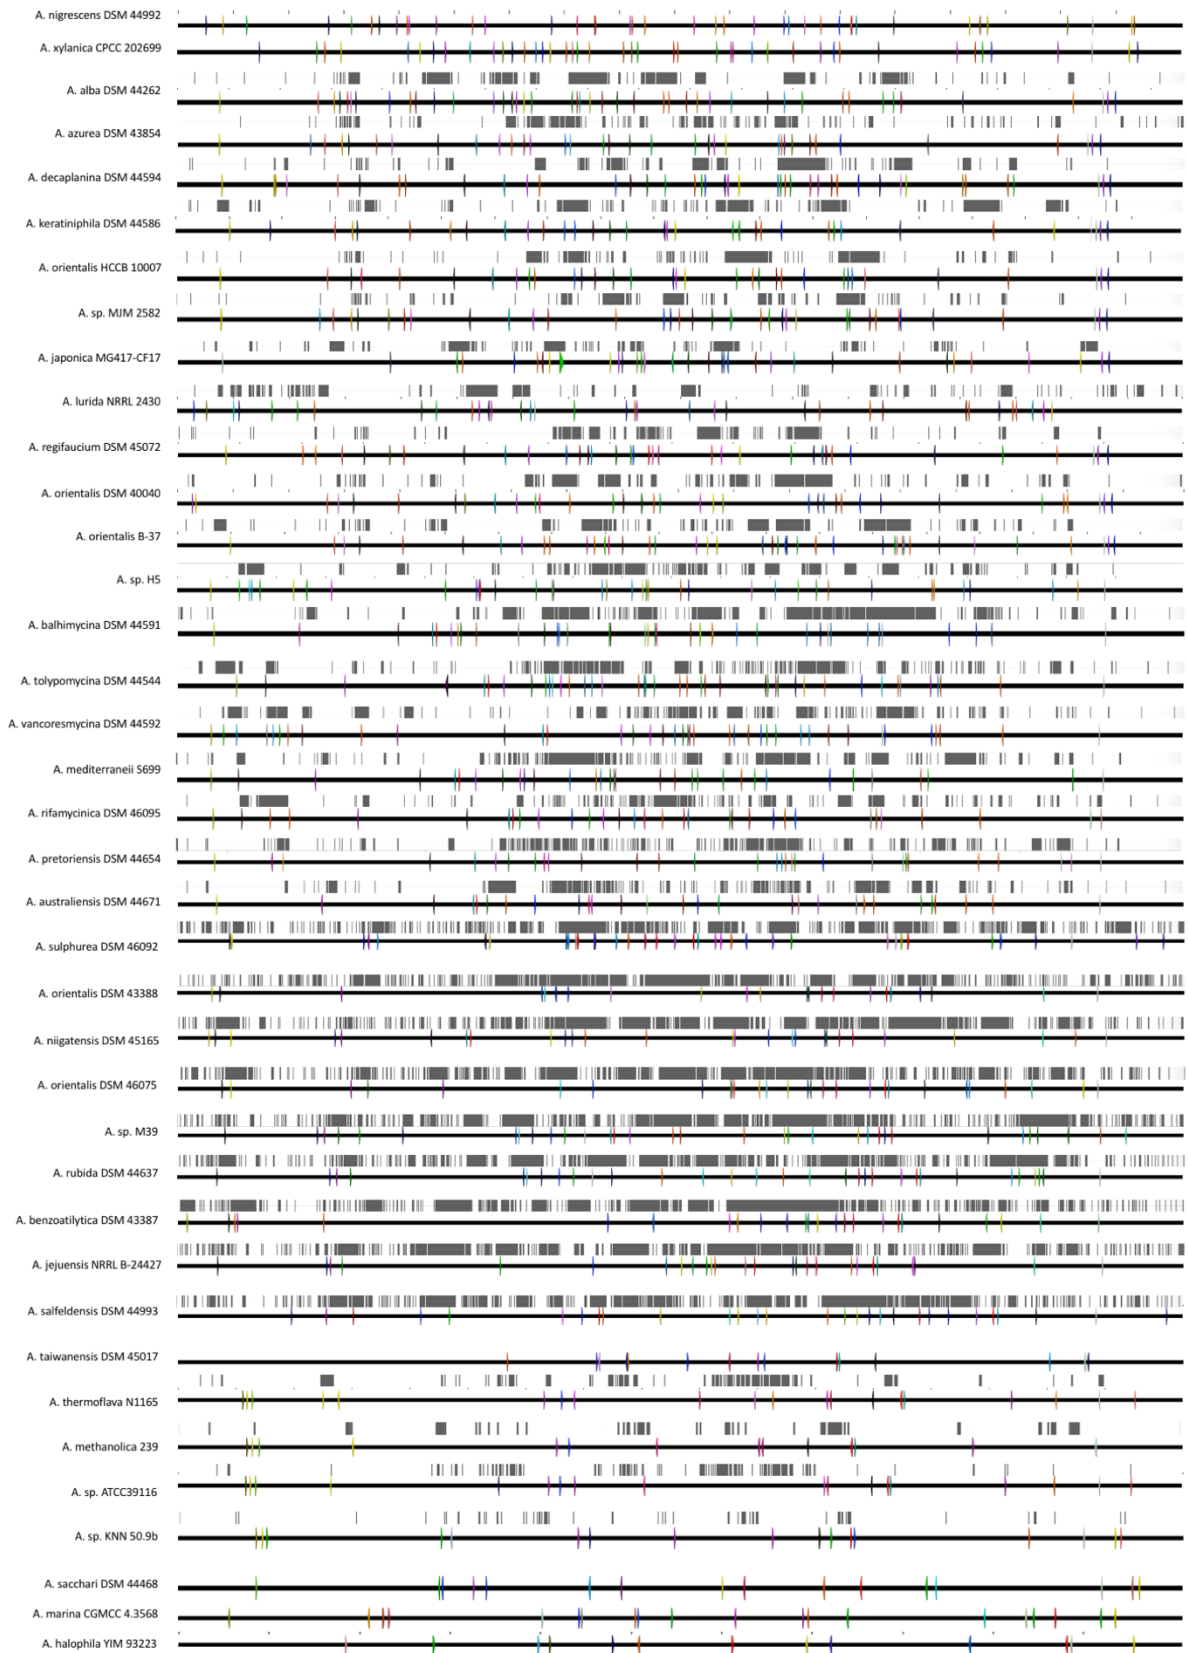 A. nigrescens DSM 44992
A. xylanica CPCC 202699
A. alba DSM 44262
A. azurea DSM 43854
A. decaplanina DSM 44594
A. keratiniphila DSM 44586
A. orientalis HCCB 10007
A. sp. MJM 2582
A. japonica MG417-CF17
A. lurida NRRL 2430
A. regifaucium DSM 45072
A. orientalis DSM 40040
A. orientalis B-37
A. sp. H5
A. balhimycina DSM 44591
A. tolypomycina DSM 44544
A. vancoresmycina DSM 44592
A. mediterraneii S699
A. rifamycinica DSM 46095
A. pretoriensis DSM 44654
A. australiensis DSM 44671
A. sulphurea DSM 46092
A. orientalis DSM 43388
A. niigatensis DSM 45165
A. orientalis DSM 46075
A. sp. M39
A. rubida DSM 44637
A. benzoatilytica DSM 43387
A. jejuensis NRRL B-24427
A. salfeldensis DSM 44993
A. taiwanensis DSM 45017
A. thermoflava N1165
A. methanolica 239
A. sp. ATCC39116
A. sp. KNN 50.9b
A. sacchari DSM 44468
A. marina CGMCC 4.3568
A. halophila YIM 93223